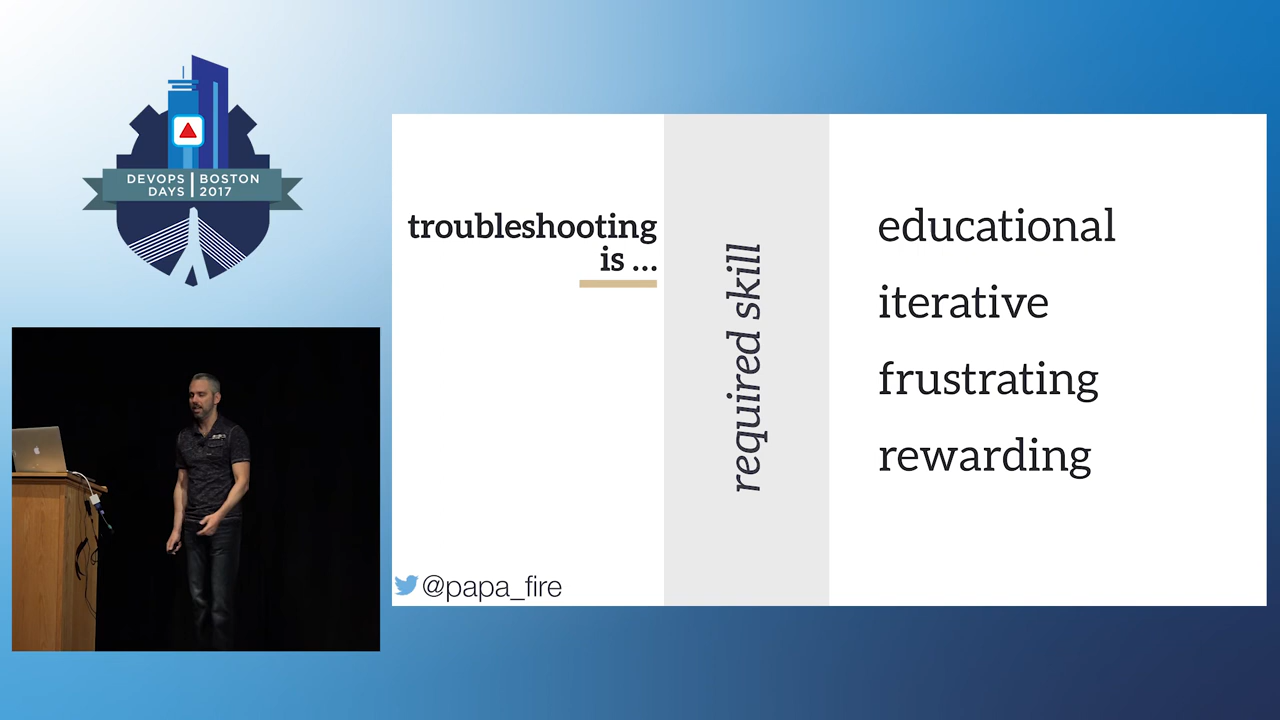 DEVOPS DAYS
BOSTON 2017
troubleshooting
is ...
required skill
educational
iterative
frustrating
rewarding
@papa_fire